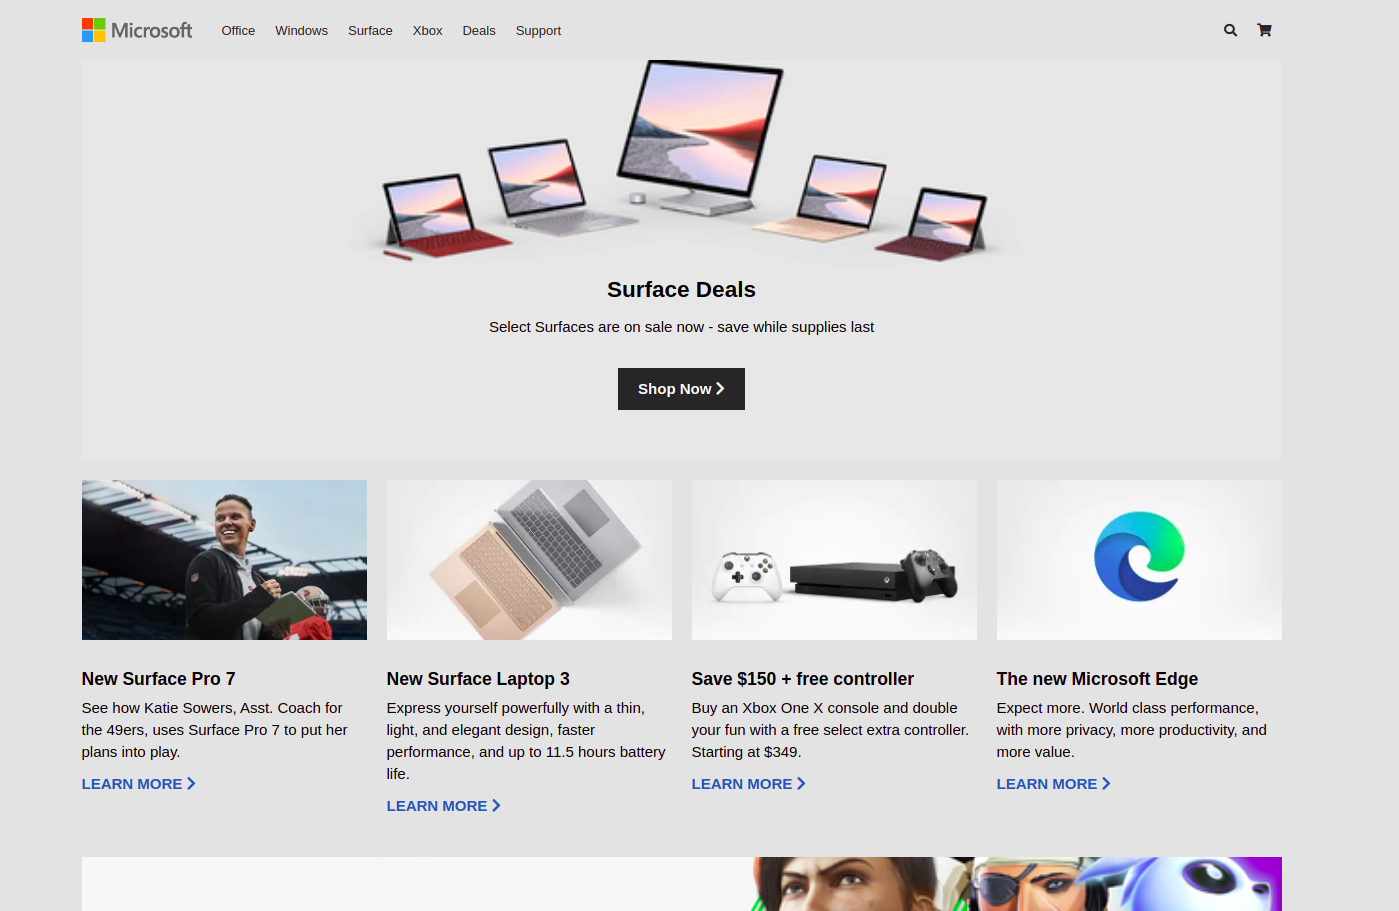 Microsoft
Office
Windows
Surface
Xbox
Deals
Support
Surface Deals
Select Surfaces are on sale now - save while supplies last
Shop Now
New Surface Pro 7
See how Katie Sowers, Asst. Coach for
the 49ers, uses Surface Pro 7 to put her
plans into play.
LEARN MORE
New Surface Laptop 3
Express yourself powerfully with a thin,
light, and elegant design, faster
performance, and up to 11.5 hours battery
life.
LEARN MORE
Save $150 + free controller
Buy an Xbox One X console and double
your fun with a free select extra controller.
Starting at $349.
LEARN MORE
The new Microsoft Edge
Expect more. World class performance,
with more privacy, more productivity, and
more value.
LEARN MORE